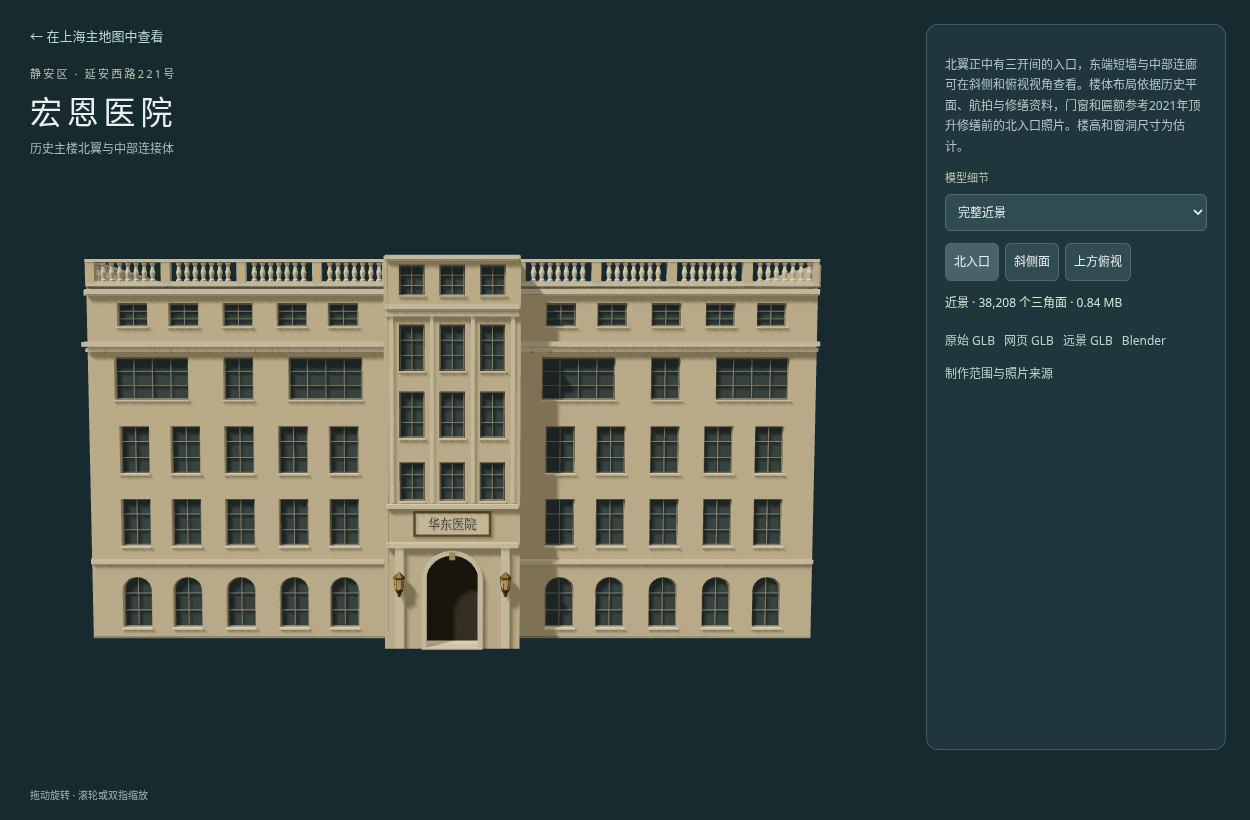 ← 在上海主地图中查看
静安区 · 延安西路221号
宏恩医院
历史主楼北翼与中部连接体
华东医院
拖动旋转 · 滚轮或双指缩放
北翼正中有三开间的入口，东端短墙与中部连廊
可在斜侧和俯视视角查看。楼体布局依据历史平
面、航拍与修缮资料，门窗和匾额参考2021年顶
升修缮前的北入口照片。楼高和窗洞尺寸为估
计。
模型细节
完整近景
北入口 斜侧面 上方俯视
近景 · 38,208 个三角面 · 0.84 MB
原始 GLB 网页 GLB 远景 GLB Blender
制作范围与照片来源